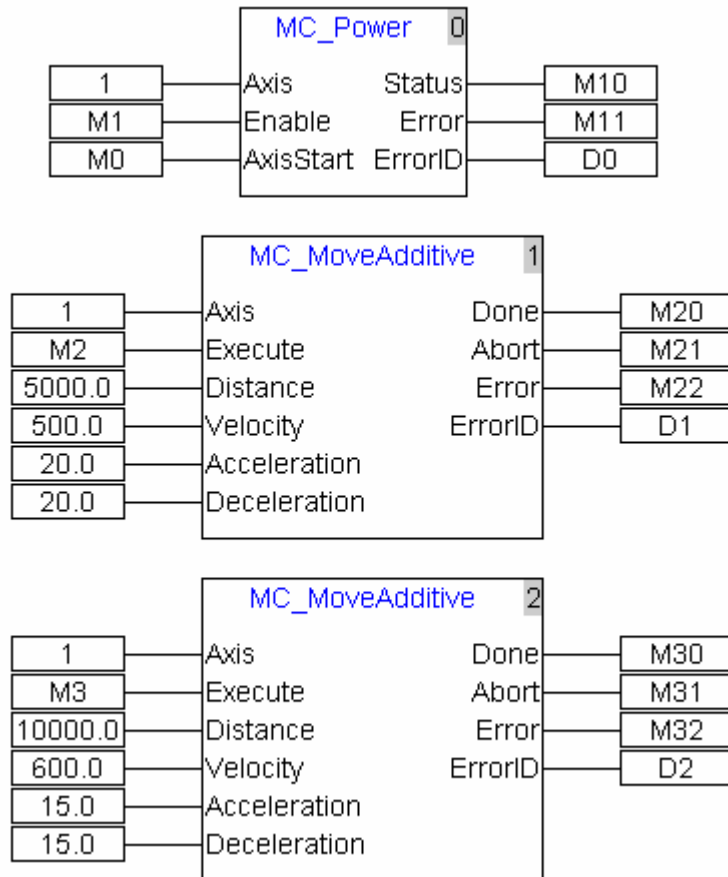 MC_Power 0
1 Axis Status M10
M1 Enable Error M11
M0 AxisStart ErrorID D0
MC_MoveAdditive 1
1 Axis Done M20
M2 Execute Abort M21
5000.0 Distance Error M22
500.0 Velocity ErrorID D1
20.0 Acceleration
20.0 Deceleration
MC_MoveAdditive 2
1 Axis Done M30
M3 Execute Abort M31
10000.0 Distance Error M32
600.0 Velocity ErrorID D2
15.0 Acceleration
15.0 Deceleration